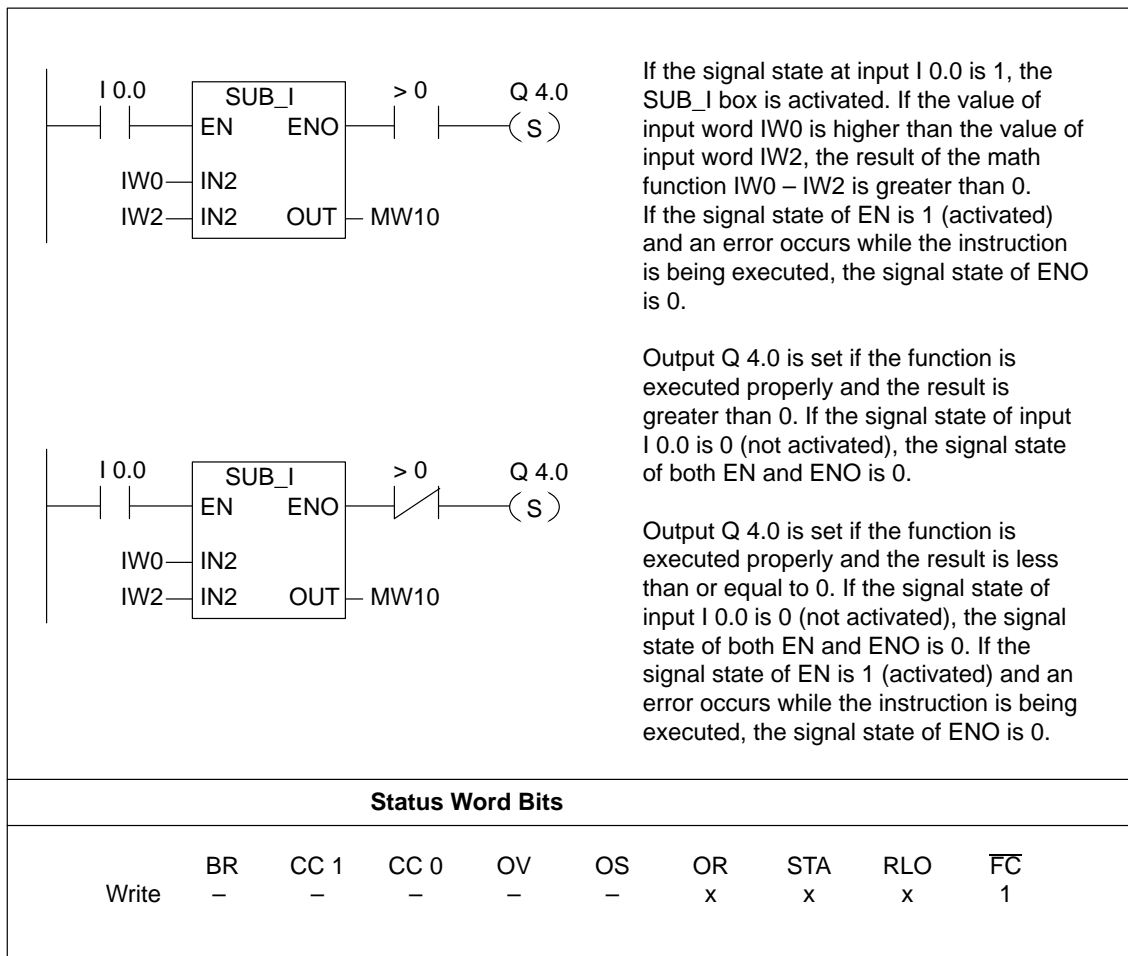 I 0.0 SUB_I > 0 Q 4.0
EN ENO ( S )
IW0 IN2
IW2 IN2 OUT MW10
If the signal state at input I 0.0 is 1, the
SUB_I box is activated. If the value of
input word IW0 is higher than the value of
input word IW2, the result of the math
function IW0 – IW2 is greater than 0.
If the signal state of EN is 1 (activated)
and an error occurs while the instruction
is being executed, the signal state of ENO
is 0.
Output Q 4.0 is set if the function is
executed properly and the result is
greater than 0. If the signal state of input
I 0.0 is 0 (not activated), the signal state
of both EN and ENO is 0.
I 0.0 SUB_I > 0 Q 4.0
EN ENO ( S )
IW0 IN2
IW2 IN2 OUT MW10
Output Q 4.0 is set if the function is
executed properly and the result is less
than or equal to 0. If the signal state of
input I 0.0 is 0 (not activated), the signal
state of both EN and ENO is 0. If the
signal state of EN is 1 (activated) and an
error occurs while the instruction is being
executed, the signal state of ENO is 0.
Status Word Bits
BR CC 1 CC 0 OV OS OR STA RLO F̅C̅
Write – – – – – x x x 1